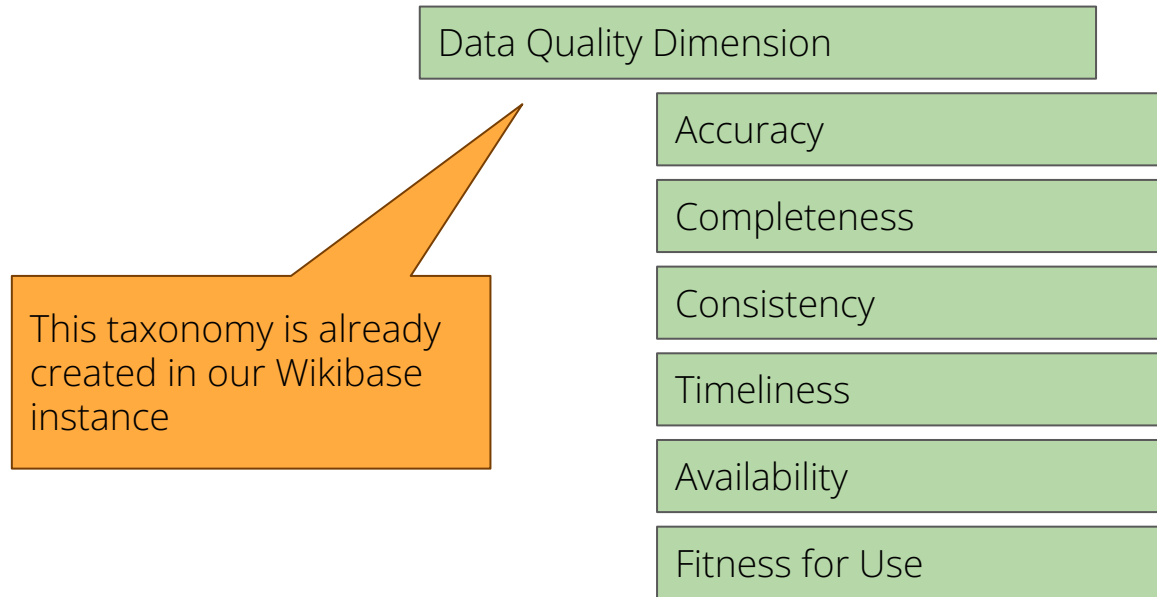 Data Quality Dimension
Accuracy
Completeness
Consistency
This taxonomy is already
created in our Wikibase
instance
Timeliness
Availability
Fitness for Use